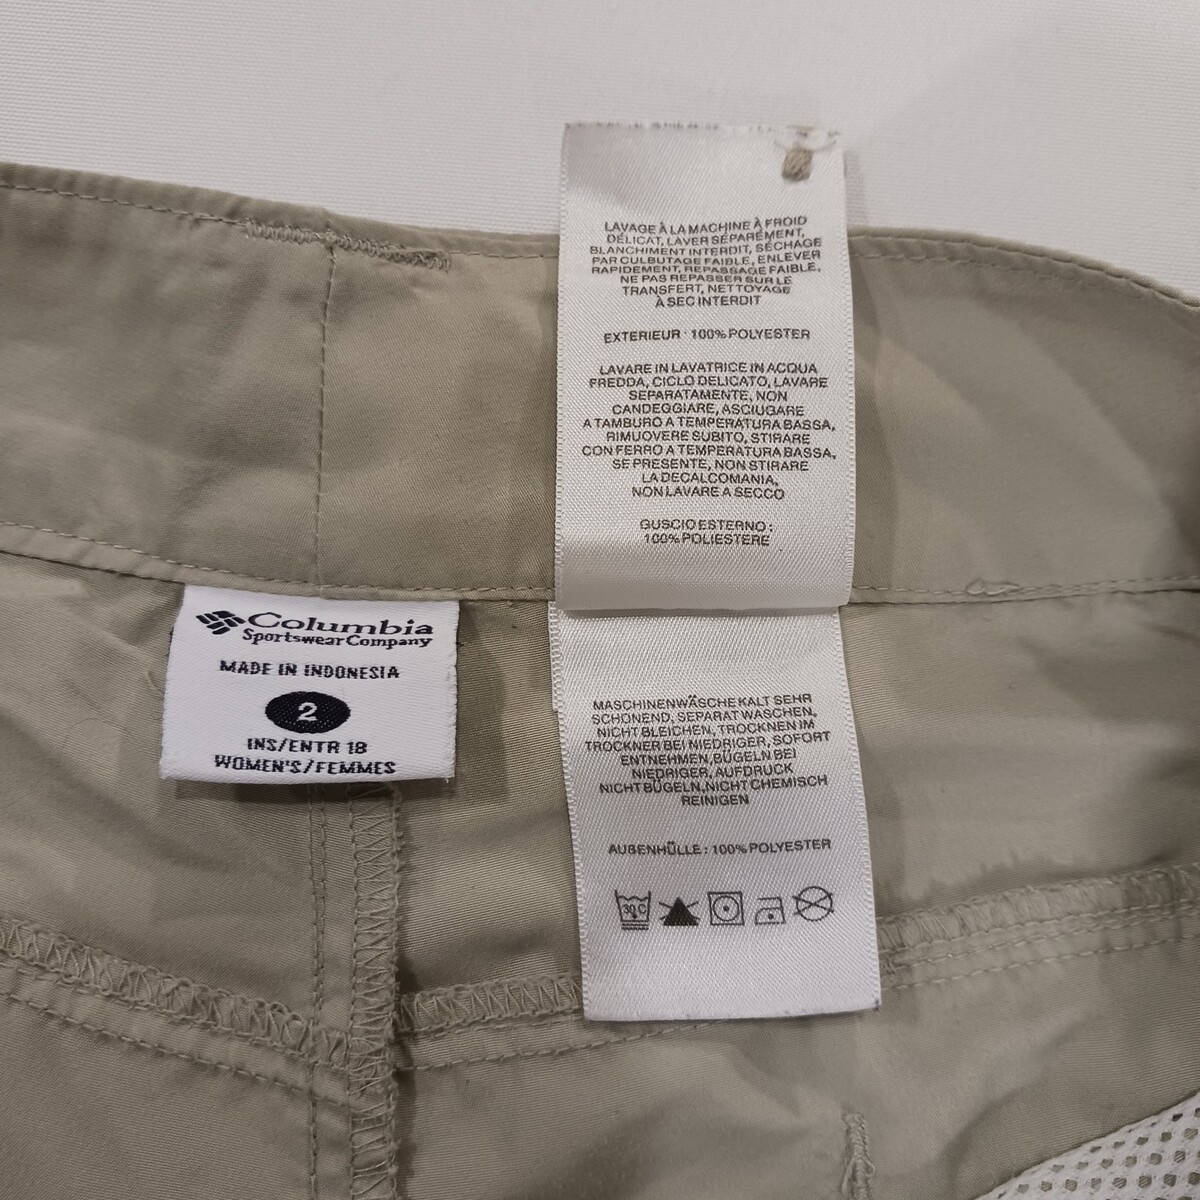 LAVAGE À LA MACHINE À FROID
DÉLICAT, LAVER SÉPARÉMENT,
BLANCHIMENT INTERDIT, SÉCHAGE
PAR CULBUTAGE FAIBLE, ENLEVER
RAPIDEMENT, REPASSAGE FAIBLE,
NE PAS REPASSER SUR LE
TRANSFERT, NETTOYAGE
À SEC INTERDIT
EXTERIEUR : 100% POLYESTER
LAVARE IN LAVATRICE IN ACQUA
FREDDA, CICLO DELICATO, LAVARE
SEPARATAMENTE, NON
CANDEGGIARE, ASCIUGARE
A TAMBURO A TEMPERATURA BASSA,
RIMUOVERE SUBITO, STIRARE
CON FERRO A TEMPERATURA BASSA,
SE PRESENTE, NON STIRARE
LA DECALCOMANIA,
NON LAVARE A SECCO
GUSCIO ESTERNO :
100% POLIESTERE
Columbia
Sportswear Company
MADE IN INDONESIA
2
INS/ENTR 18
WOMEN'S/FEMMES
MASCHINENWÄSCHE KALT SEHR
SCHONEND, SEPARAT WASCHEN,
NICHT BLEICHEN, TROCKNEN IM
TROCKNER BEI NIEDRIGER, SOFORT
ENTNEHMEN, BÜGELN BEI
NIEDRIGER, AUFDRUCK
NICHT BÜGELN, NICHT CHEMISCH
REINIGEN
AUßENHÜLLE : 100% POLYESTER
30 C